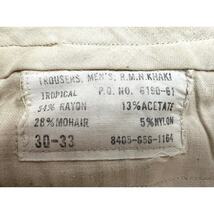 TROUSERS, MEN'S, R.M.N. KHAKI
TROPICAL P.O. NO. 6190-61
54% RAYON 13% ACETATE
28% MOHAIR 5% NYLON
30-33 8405-656-1164